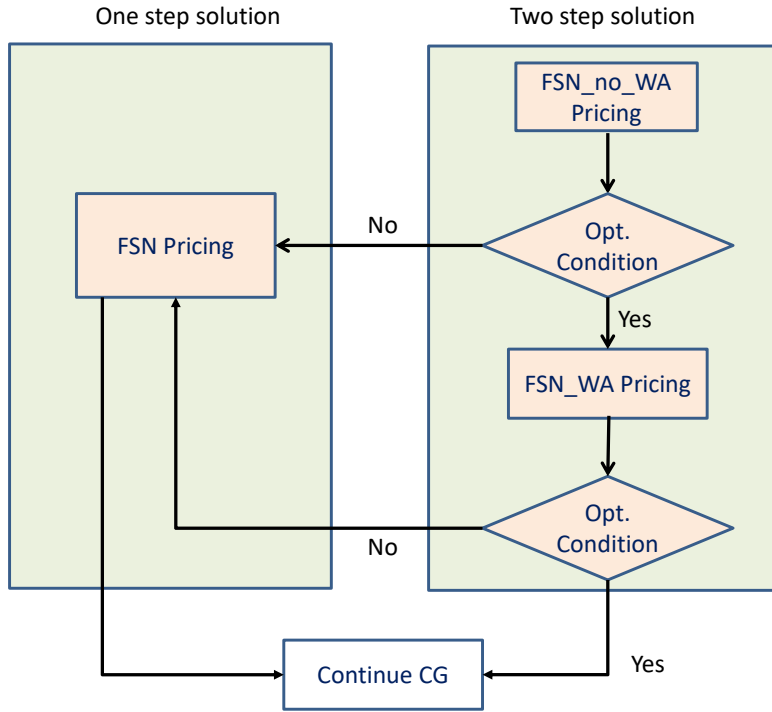 One step solution
Two step solution
FSN_no_WA
Pricing
No
Opt.
Condition
FSN Pricing
Yes
FSN_WA Pricing
Opt.
Condition
No
Yes
Continue CG